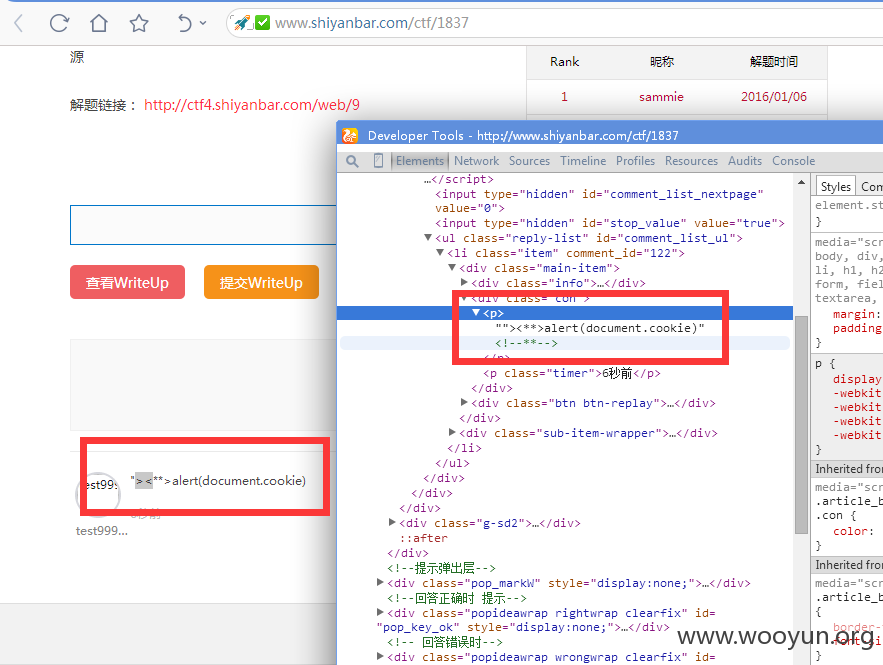 www.shiyanbar.com/ctf/1837
源
解题链接： http://ctf4.shiyanbar.com/web/9
Rank 昵称 解题时间
1 sammie 2016/01/06
查看WriteUp 提交WriteUp
est99
"><**>alert(document.cookie)
6秒前
test999...
Developer Tools - http://www.shiyanbar.com/ctf/1837
Elements Network Sources Timeline Profiles Resources Audits Console
…</script>
<input type="hidden" id="comment_list_nextpage"
value="0">
<input type="hidden" id="stop_value" value="true">
▼<ul class="reply-list" id="comment_list_ul">
▼<li class="item" comment_id="122">
▼<div class="main-item">
▶<div class="info">…</div>
▼<div class="con">
▼<p>
""><**>alert(document.cookie)"
<!--**-->
</p>
<p class="timer">6秒前</p>
</div>
▶<div class="btn btn-replay">…</div>
</div>
▶<div class="sub-item-wrapper">…</div>
</li>
</ul>
</div>
</div>
</div>
▶<div class="g-sd2">…</div>
::after
</div>
<!--提示弹出层-->
▶<div class="pop_markW" style="display:none;">…</div>
<!--回答正确时 提示-->
▶<div class="popideawrap rightwrap clearfix" id=
"pop_key_ok" style="display:none;">…</div>
<!-- 回答错误时-->
▶<div class="popideawrap wrongwrap clearfix" id=
Styles Com
element.st
}
media="scr
body, div,
li, h1, h2
form, fiel
textarea,
margin:
padding
}
p {
display
-webkit
-webkit
-webkit
-webkit
}
Inherited from
media="scr
.article_b
.con {
color:
}
Inherited from
media="scr
.article_b
{
border-
}
www.wooyun.org